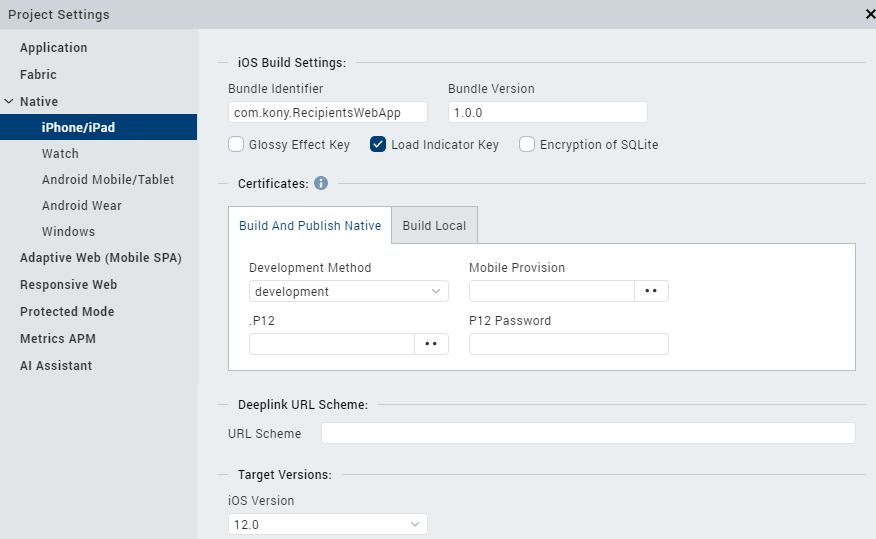 Project Settings
Application
Fabric
Native
iPhone/iPad
Watch
Android Mobile/Tablet
Android Wear
Windows
Adaptive Web (Mobile SPA)
Responsive Web
Protected Mode
Metrics APM
AI Assistant
iOS Build Settings:
Bundle Identifier
Bundle Version
com.kony.RecipientsWebApp
1.0.0
Glossy Effect Key
Load Indicator Key
Encryption of SQLite
Certificates:
Build And Publish Native
Build Local
Development Method
Mobile Provision
development
.P12
P12 Password
Deeplink URL Scheme:
URL Scheme
Target Versions:
iOS Version
12.0